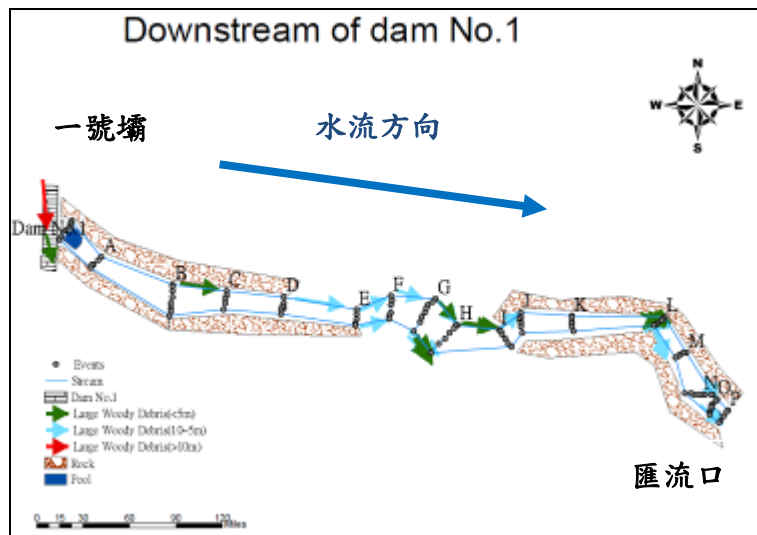 Downstream of dam No.1
N
W E
S
一號壩
水流方向
Dam No.1
A
B
C
D
E
F
G
H
I
J
K
L
M
N
O
P
Events
Stream
Dam No.1
Large Woody Debris(<5m)
Large Woody Debris(10~5m)
Large Woody Debris(>10m)
Rock
Pool
匯流口
0 15 30 60 90 120
Miles